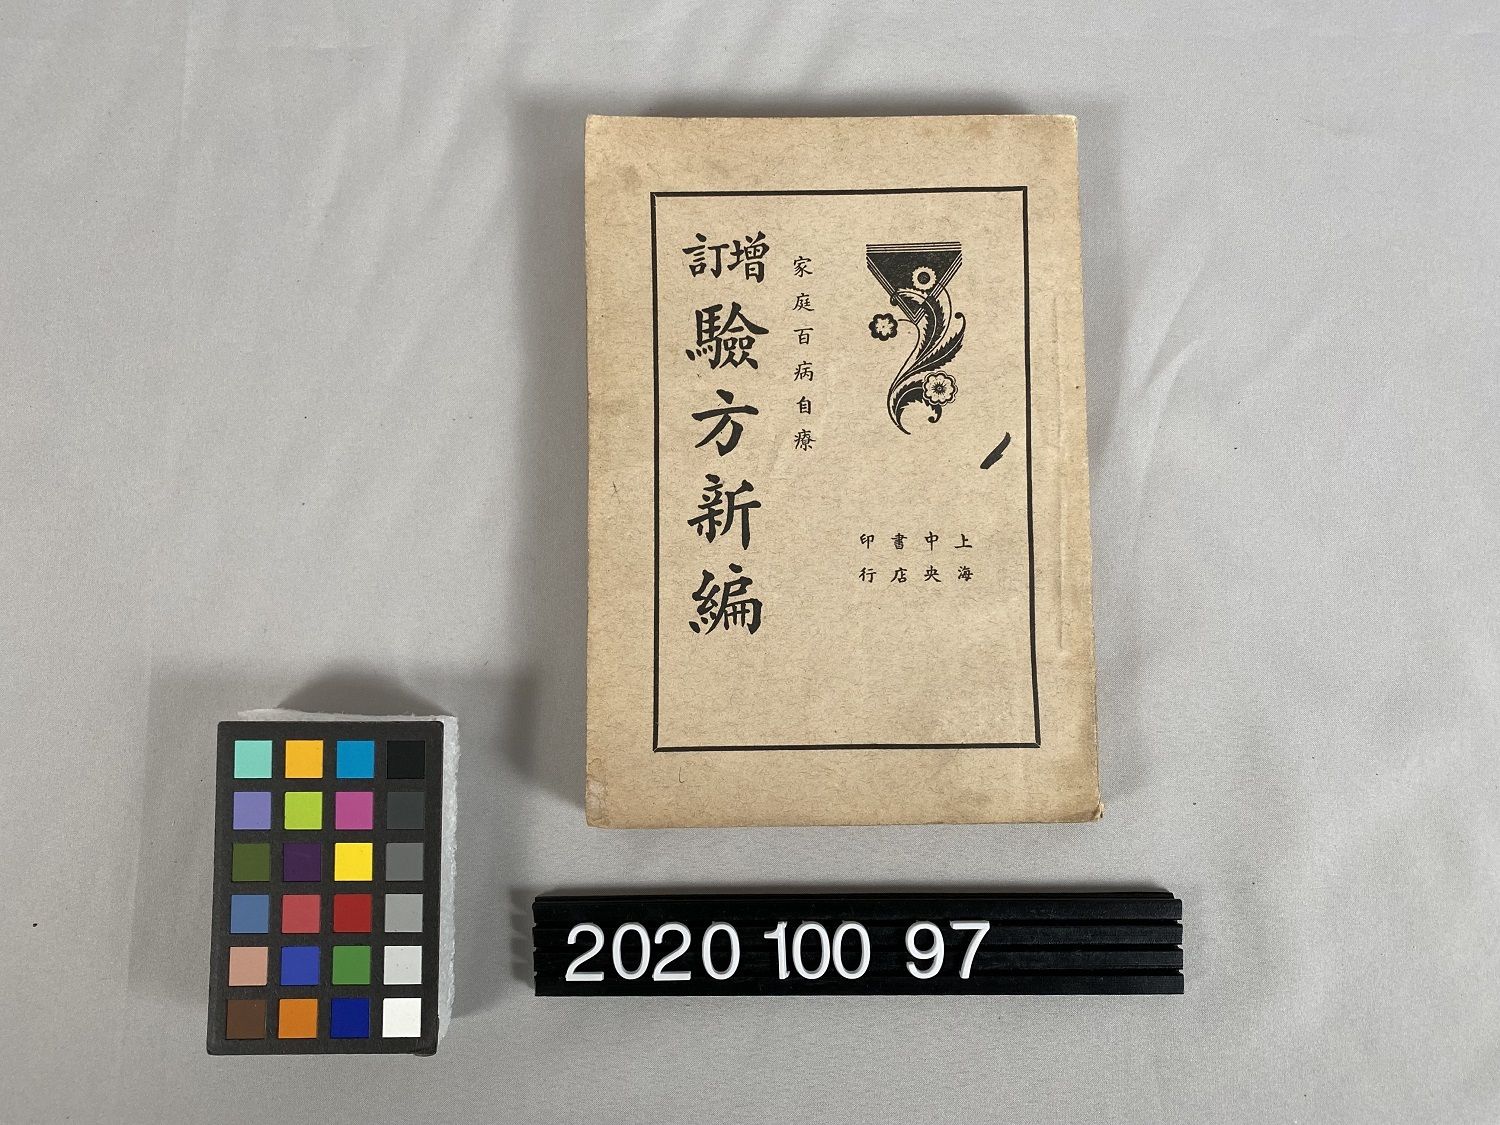 上海
中央
書店
印行
家庭百病自療
增訂
驗方新編
2020 100 97